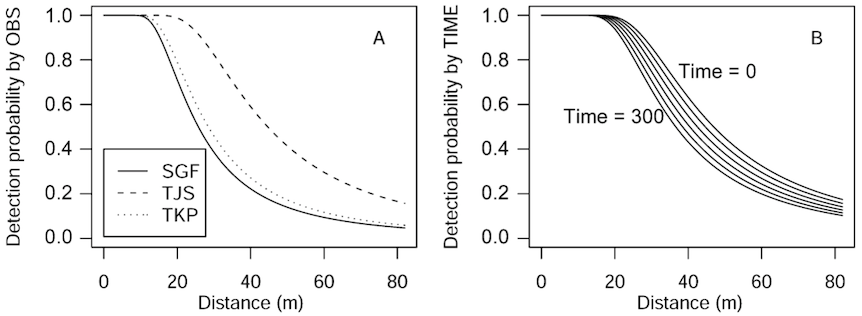 Detection probability by OBS
1.0
0.8
0.6
0.4
0.2
0.0
A
SGF
TJS
TKP
0 20 40 60 80
Distance (m)
Detection probability by TIME
1.0
0.8
0.6
0.4
0.2
0.0
B
Time = 0
Time = 300
0 20 40 60 80
Distance (m)